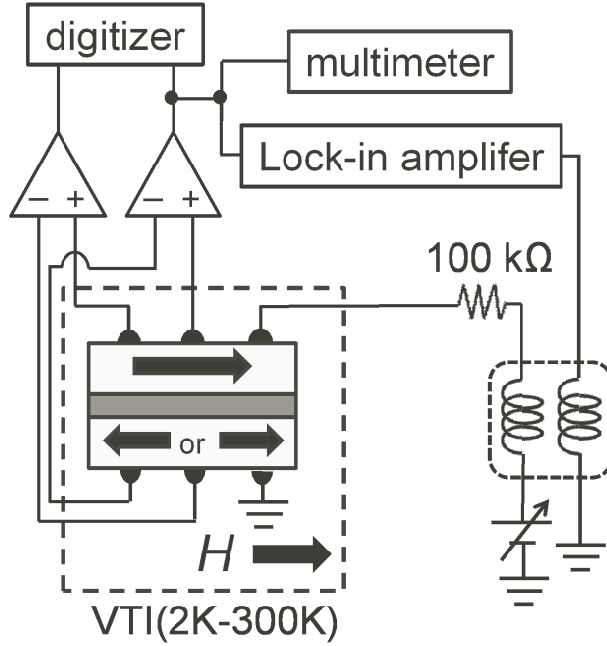 digitizer
multimeter
Lock-in amplifer
− + − +
100 kΩ
or
H
VTI(2K-300K)